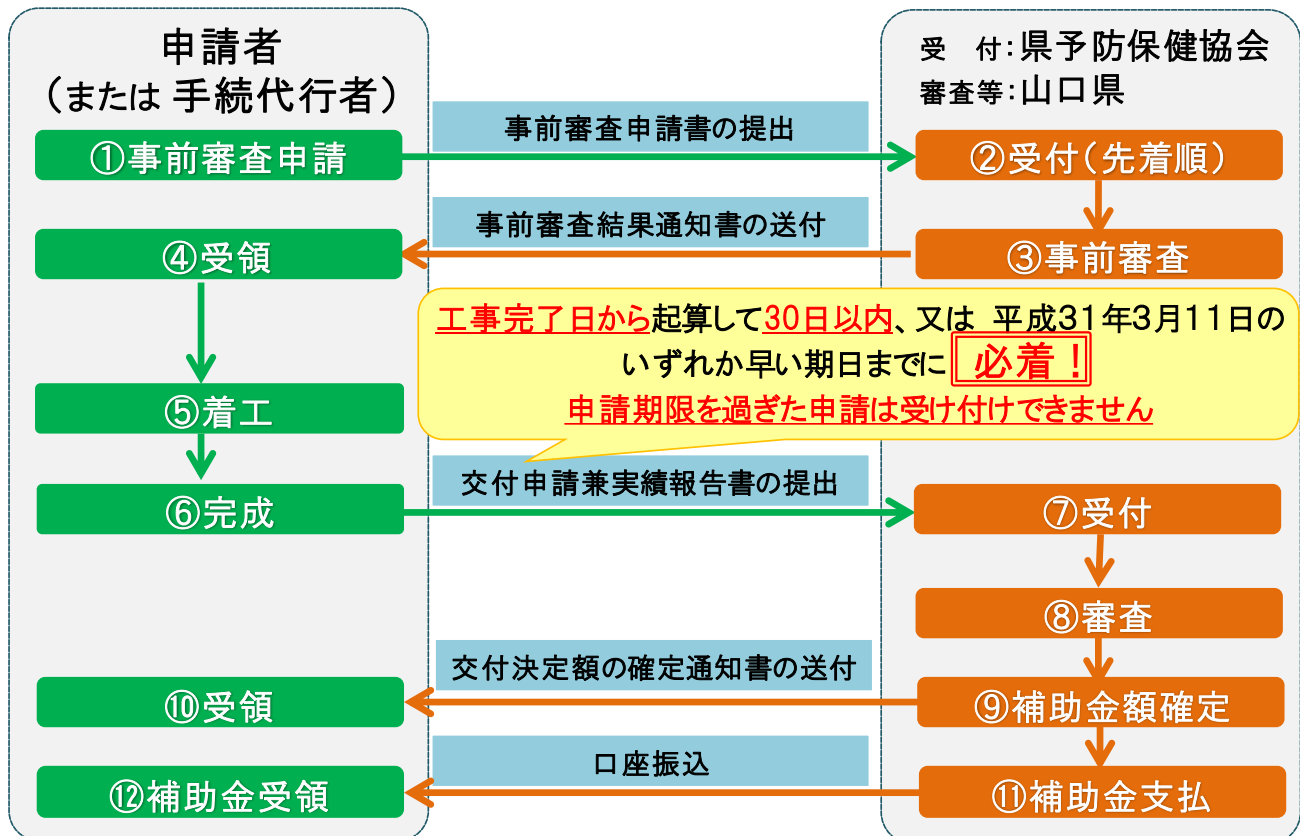 申請者
（または 手続代行者）
受　付：県予防保健協会
審査等：山口県
事前審査申請書の提出
①事前審査申請
②受付（先着順）
事前審査結果通知書の送付
④受領
③事前審査
工事完了日から起算して30日以内、又は 平成31年3月11日の
いずれか早い期日までに 必着！
申請期限を過ぎた申請は受け付けできません
⑤着工
交付申請兼実績報告書の提出
⑥完成
⑦受付
⑧審査
交付決定額の確定通知書の送付
⑩受領
⑨補助金額確定
口座振込
⑫補助金受領
⑪補助金支払